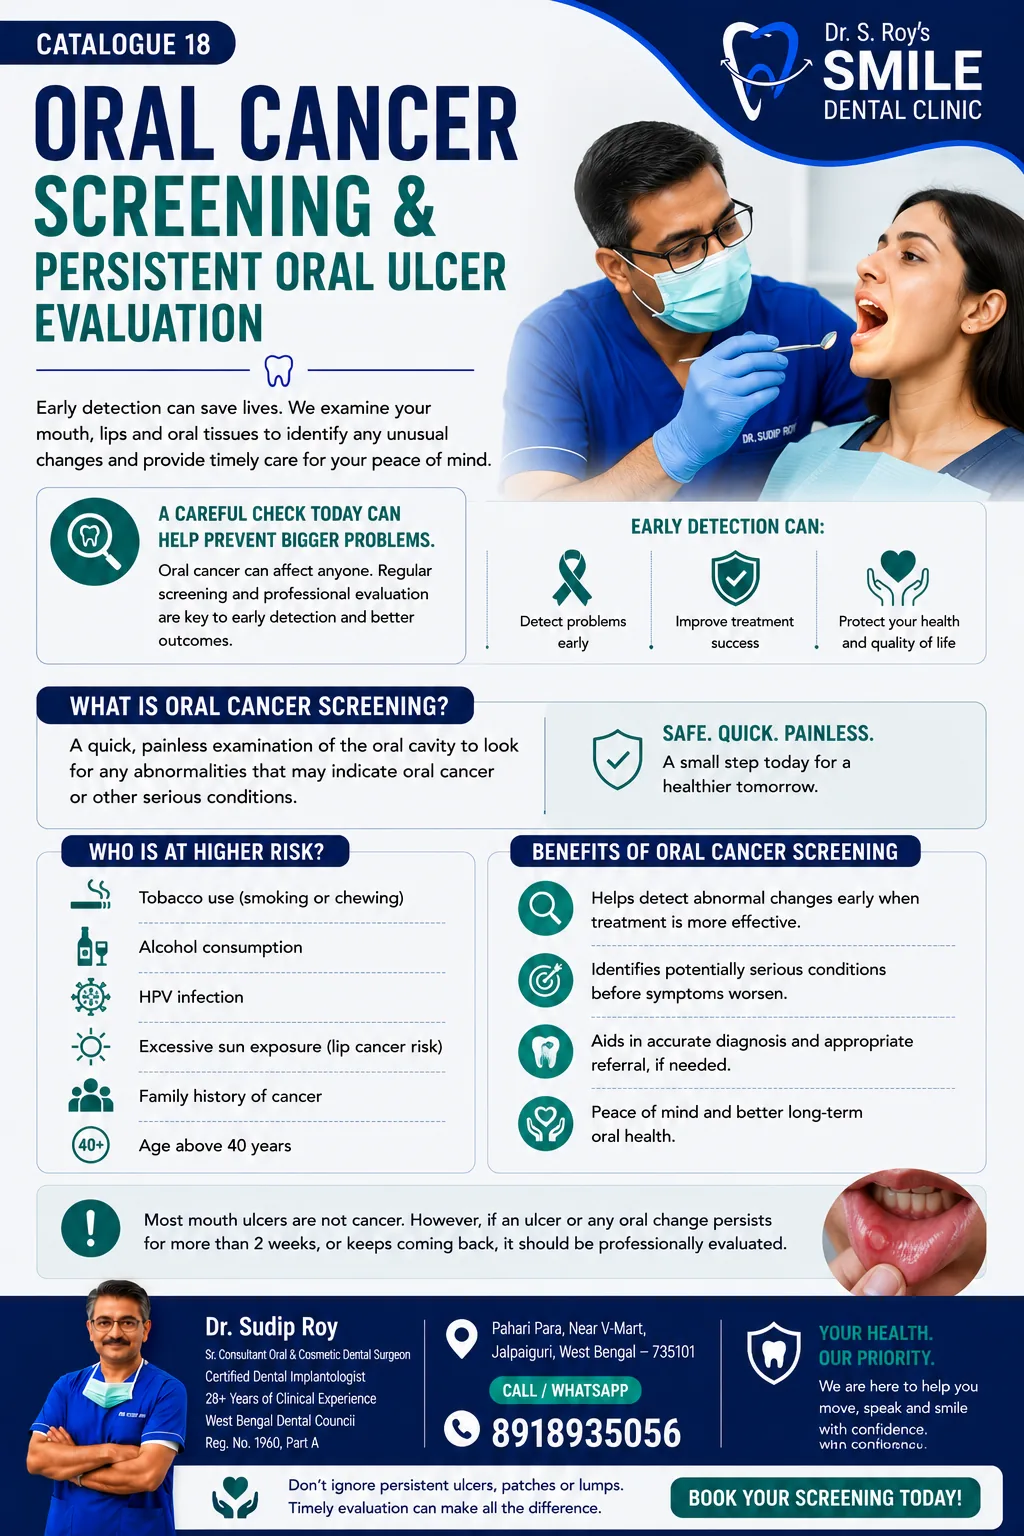 CATALOGUE 18
Dr. S. Roy's
SMILE
DENTAL CLINIC
ORAL CANCER
SCREENING &
PERSISTENT ORAL ULCER
EVALUATION
Early detection can save lives. We examine your
mouth, lips and oral tissues to identify any unusual
changes and provide timely care for your peace of mind.
DR. SUDIP ROY
A CAREFUL CHECK TODAY CAN
HELP PREVENT BIGGER PROBLEMS.
Oral cancer can affect anyone. Regular
screening and professional evaluation
are key to early detection and better
outcomes.
EARLY DETECTION CAN:
Detect problems
early
Improve treatment
success
Protect your health
and quality of life
WHAT IS ORAL CANCER SCREENING?
A quick, painless examination of the oral cavity to look
for any abnormalities that may indicate oral cancer
or other serious conditions.
SAFE. QUICK. PAINLESS.
A small step today for a
healthier tomorrow.
WHO IS AT HIGHER RISK?
Tobacco use (smoking or chewing)
Alcohol consumption
HPV infection
Excessive sun exposure (lip cancer risk)
Family history of cancer
40+
Age above 40 years
BENEFITS OF ORAL CANCER SCREENING
Helps detect abnormal changes early when
treatment is more effective.
Identifies potentially serious conditions
before symptoms worsen.
Aids in accurate diagnosis and appropriate
referral, if needed.
Peace of mind and better long-term
oral health.
!
Most mouth ulcers are not cancer. However, if an ulcer or any oral change persists
for more than 2 weeks, or keeps coming back, it should be professionally evaluated.
Dr. Sudip Roy
Sr. Consultant Oral & Cosmetic Dental Surgeon
Certified Dental Implantologist
28+ Years of Clinical Experience
West Bengal Dental Councii
Reg. No. 1960, Part A
Pahari Para, Near V-Mart,
Jalpaiguri, West Bengal – 735101
CALL / WHATSAPP
8918935056
YOUR HEALTH.
OUR PRIORITY.
We are here to help you
move, speak and smile
with confidence.
Don't ignore persistent ulcers, patches or lumps.
Timely evaluation can make all the difference.
BOOK YOUR SCREENING TODAY!